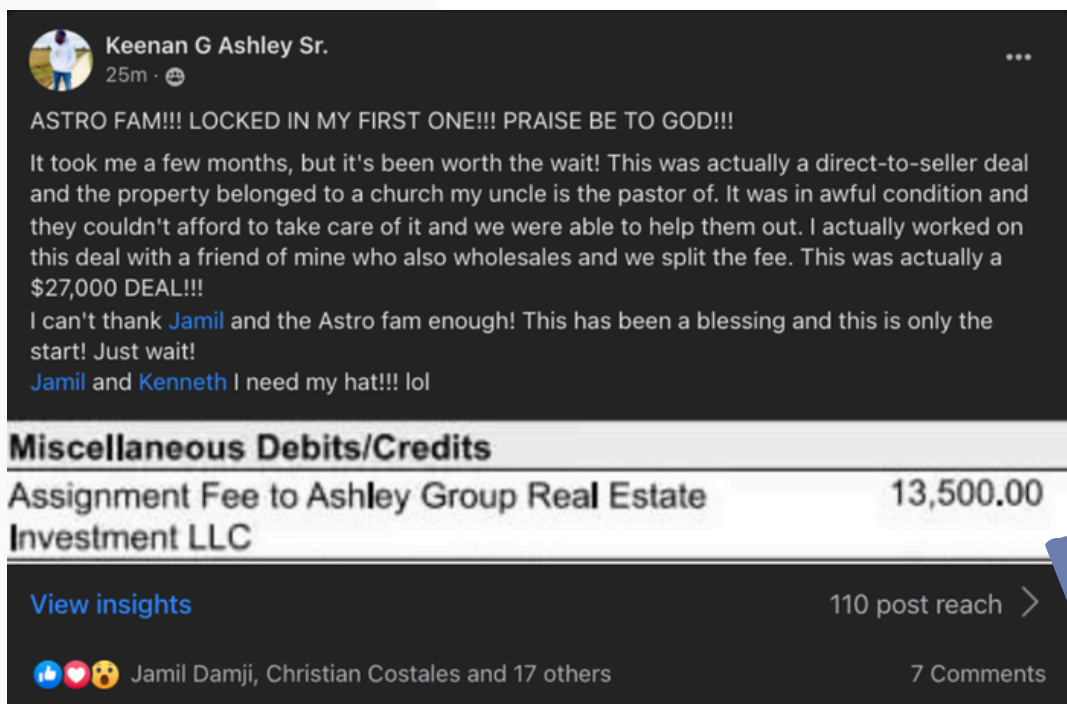 Keenan G Ashley Sr.
25m ·
ASTRO FAM!!! LOCKED IN MY FIRST ONE!!! PRAISE BE TO GOD!!!
It took me a few months, but it's been worth the wait! This was actually a direct-to-seller deal
and the property belonged to a church my uncle is the pastor of. It was in awful condition and
they couldn't afford to take care of it and we were able to help them out. I actually worked on
this deal with a friend of mine who also wholesales and we split the fee. This was actually a
$27,000 DEAL!!!
I can't thank Jamil and the Astro fam enough! This has been a blessing and this is only the
start! Just wait!
Jamil and Kenneth I need my hat!!! lol
Miscellaneous Debits/Credits
Assignment Fee to Ashley Group Real Estate 13,500.00
Investment LLC
View insights 110 post reach
Jamil Damji, Christian Costales and 17 others 7 Comments